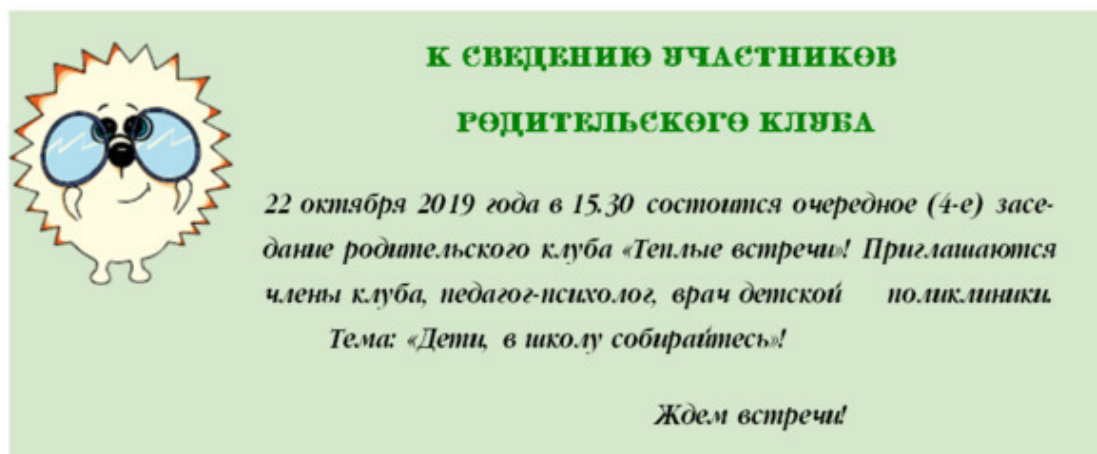 К СВЕДЕНИЮ УЧАСТНИКОВ
РОДИТЕЛЬСКОГО КЛУБА
22 октября 2019 года в 15.30 состоится очередное (4-е) засе-
дание родительского клуба «Теплые встречи»! Приглашаются
члены клуба, педагог-психолог, врач детской поликлиники.
Тема: «Дети, в школу собирайтесь»!
Ждем встречи!